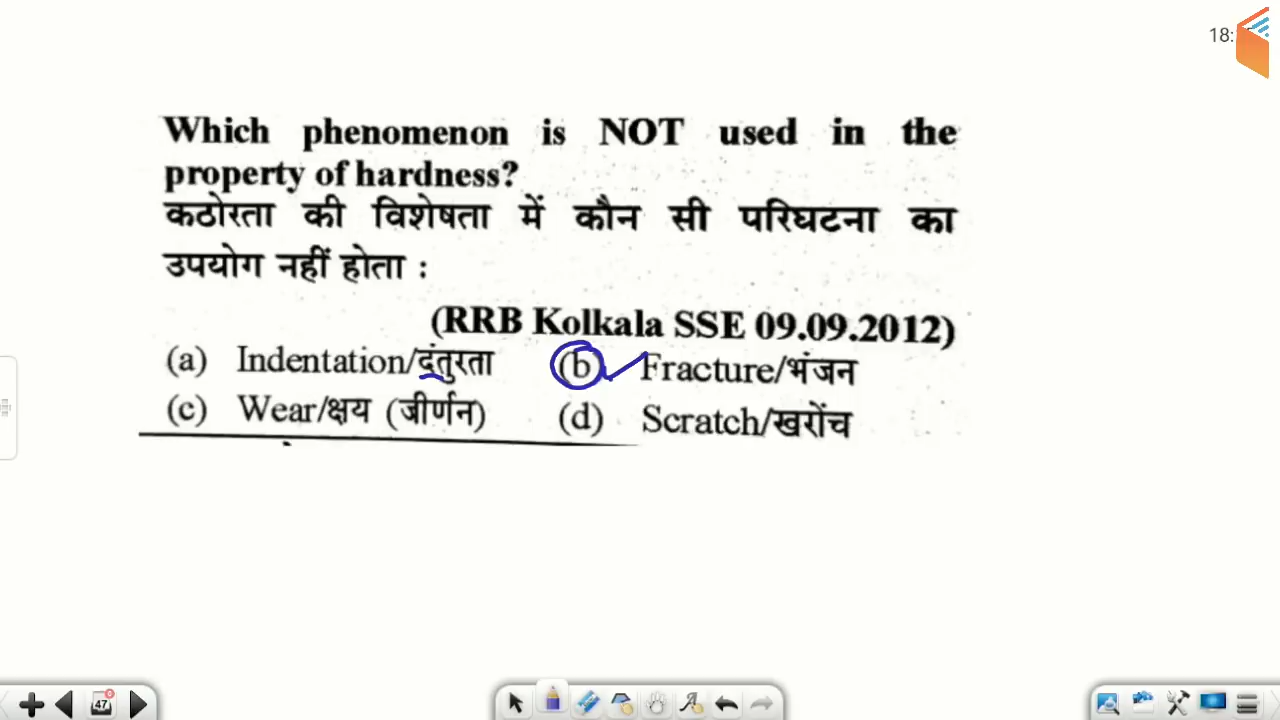 18:
Which phenomenon is NOT used in the
property of hardness?
कठोरता की विशेषता में कौन सी परिघटना का
उपयोग नहीं होता :
(RRB Kolkala SSE 09.09.2012)
(a) Indentation/दंतुरता (b) Fracture/भंजन
(c) Wear/क्षय (जीर्णन) (d) Scratch/खरोंच
47
0